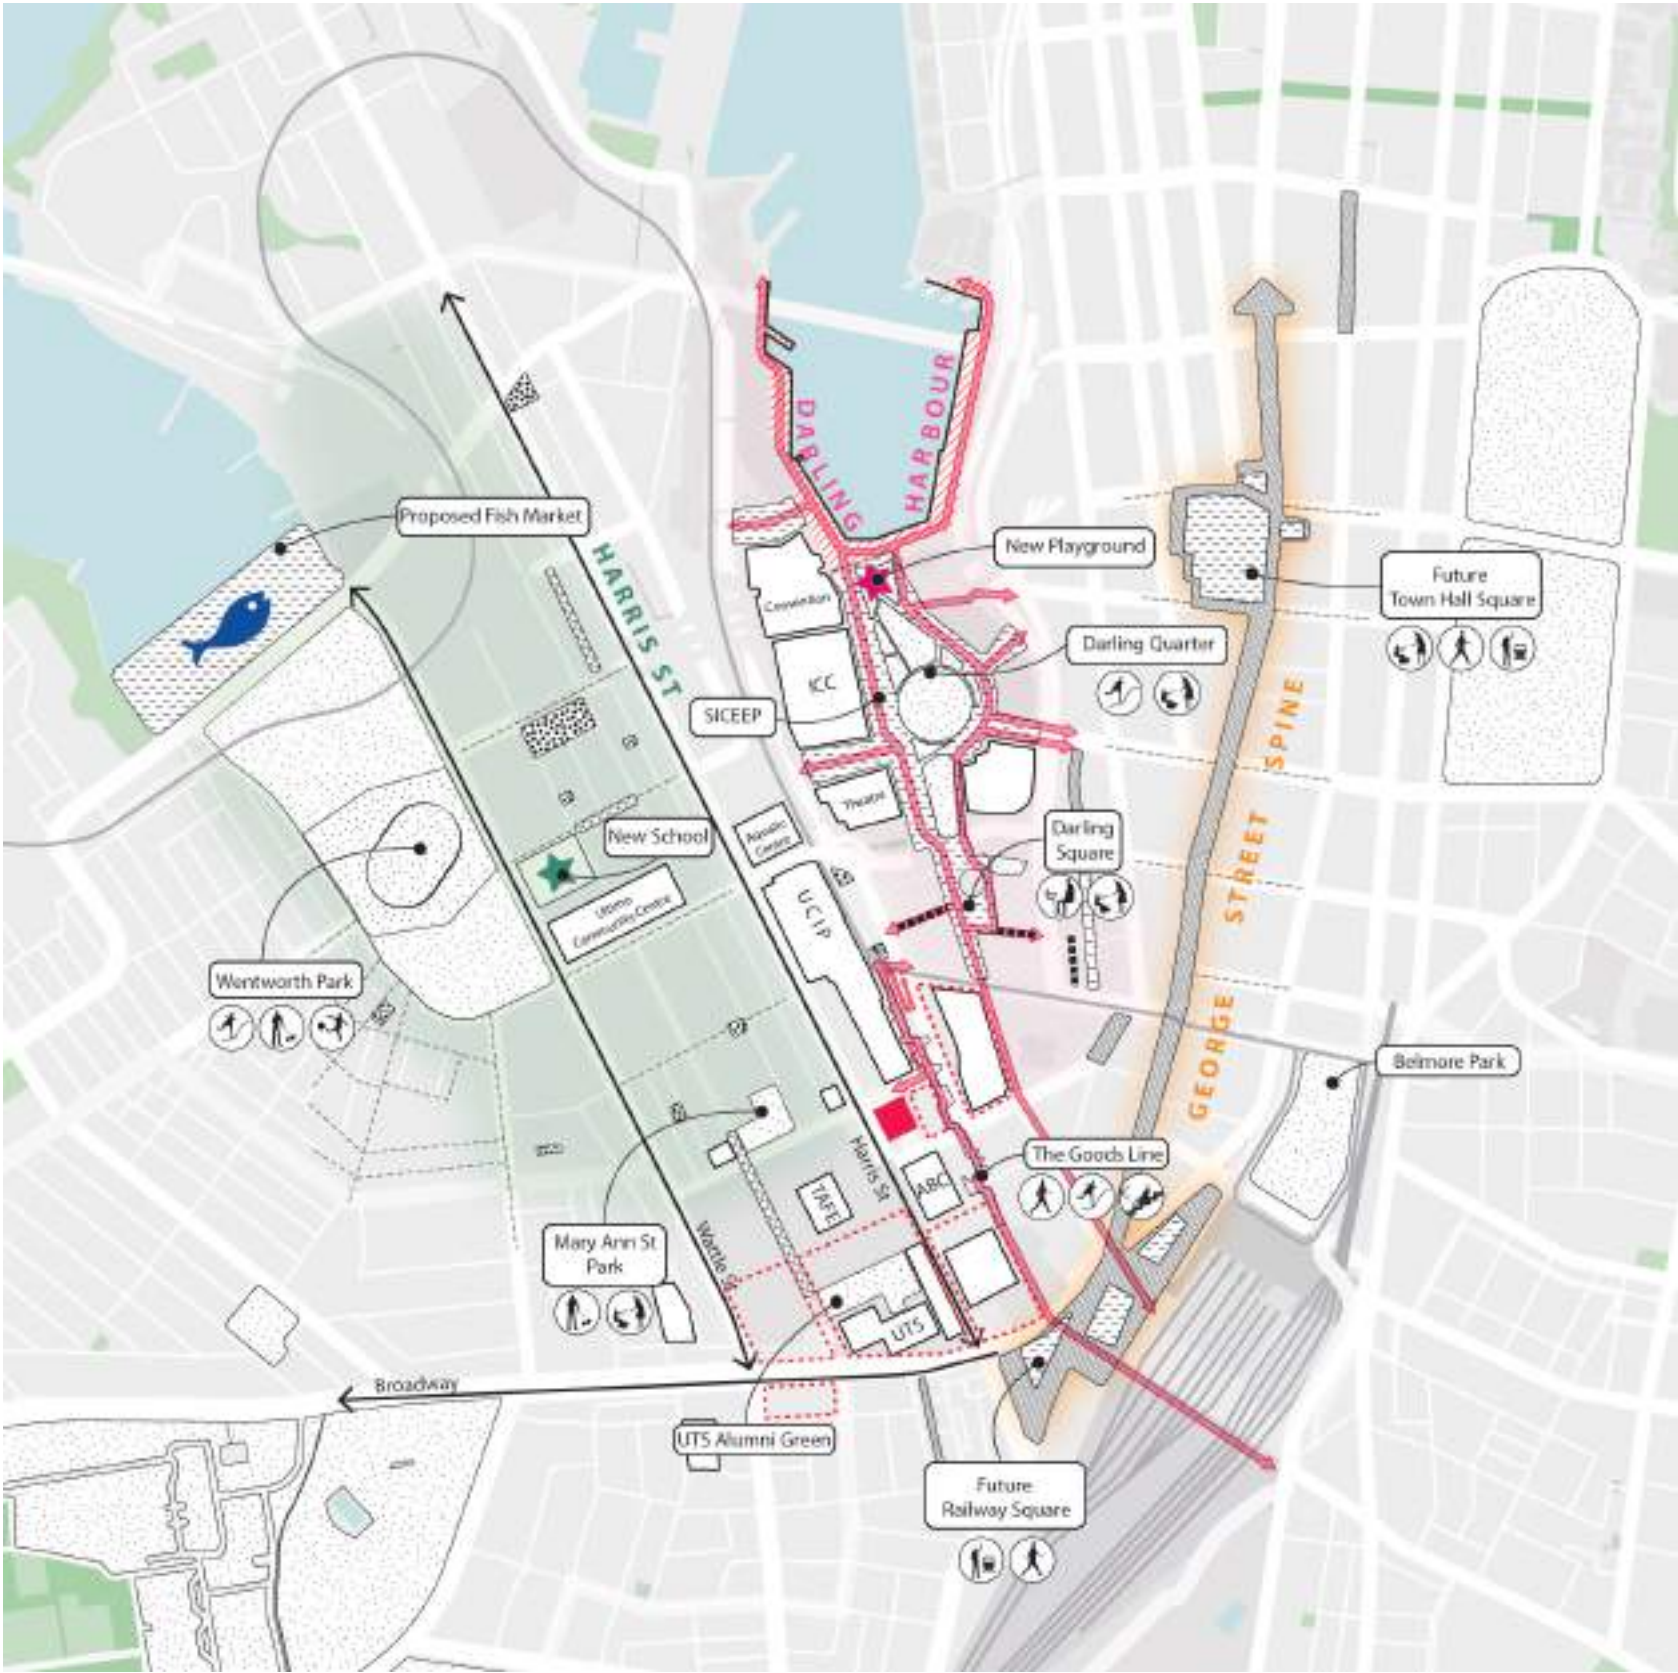 DARLING
HARBOUR
Proposed Fish Market
HARRIS ST
New Playground
Future
Town Hall Square
Convention
Darling Quarter
ICC
SICEEP
GEORGE STREET SPINE
Theatre
New School
Aquatic
Centre
Darling
Square
UCIP
Ultimo
Community Centre
Wentworth Park
Belmore Park
The Goods Line
Harris St
ABC
TAFE
Mary Ann St
Park
Wattle St
UTS
Broadway
UTS Alumni Green
Future
Railway Square